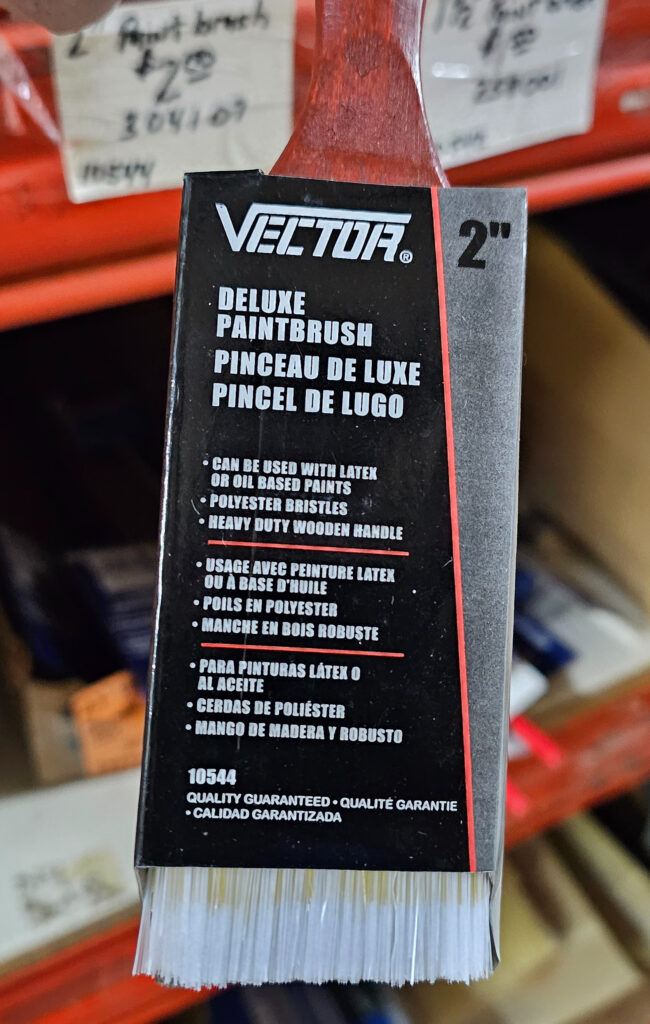 2" Paint brush
$2.00
304107
10544
VECTOR®
2"
DELUXE
PAINTBRUSH
PINCEAU DE LUXE
PINCEL DE LUGO
• CAN BE USED WITH LATEX
OR OIL BASED PAINTS
• POLYESTER BRISTLES
• HEAVY DUTY WOODEN HANDLE
• USAGE AVEC PEINTURE LATEX
OU À BASE D'HUILE
• POILS EN POLYESTER
• MANCHE EN BOIS ROBUSTE
• PARA PINTURAS LÁTEX O
AL ACEITE
• CERDAS DE POLIÉSTER
• MANGO DE MADERA Y ROBUSTO
10544
QUALITY GUARANTEED • QUALITÉ GARANTIE
• CALIDAD GARANTIZADA